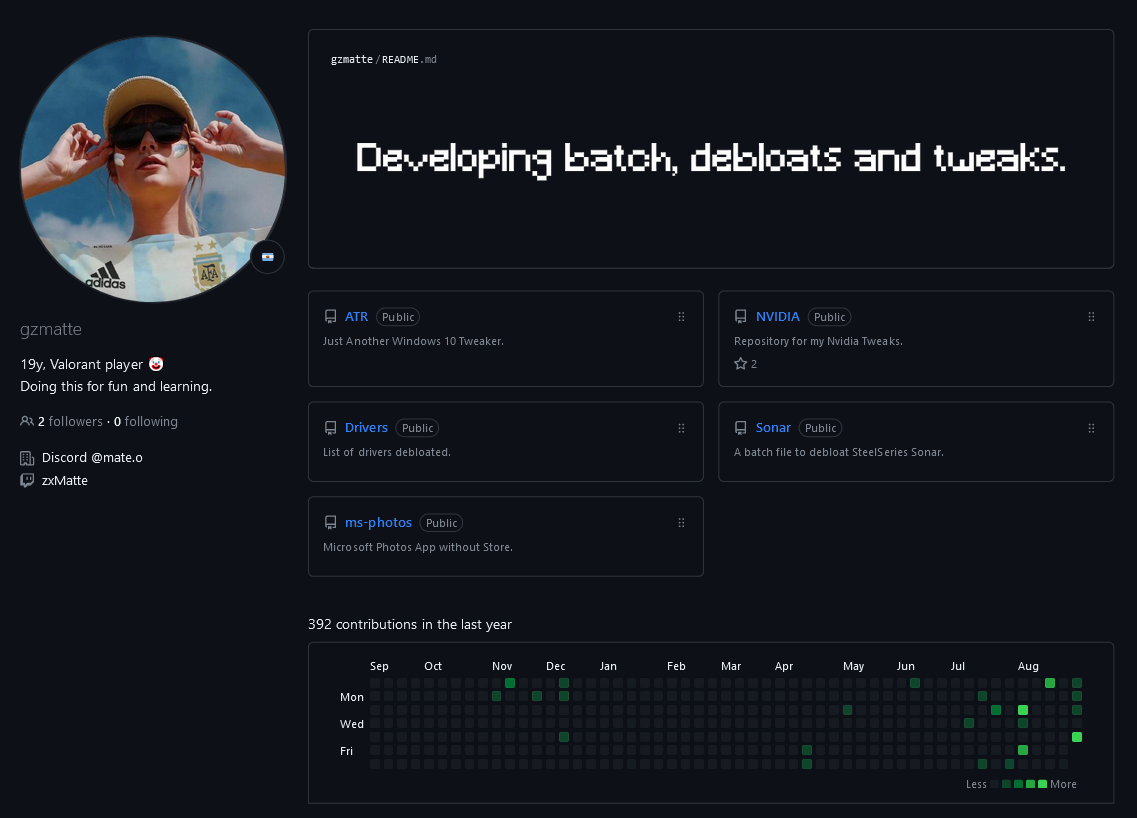 adidas
AFA
gzmatte
19y, Valorant player
Doing this for fun and learning.
2 followers · 0 following
Discord @mate.o
zxMatte
gzmatte/README.md
Developing batch, debloats and tweaks.
ATR Public
Just Another Windows 10 Tweaker.
NVIDIA Public
Repository for my Nvidia Tweaks.
2
Drivers Public
List of drivers debloated.
Sonar Public
A batch file to debloat SteelSeries Sonar.
ms-photos Public
Microsoft Photos App without Store.
392 contributions in the last year
Sep Oct Nov Dec Jan Feb Mar Apr May Jun Jul Aug
Mon
Wed
Fri
Less More